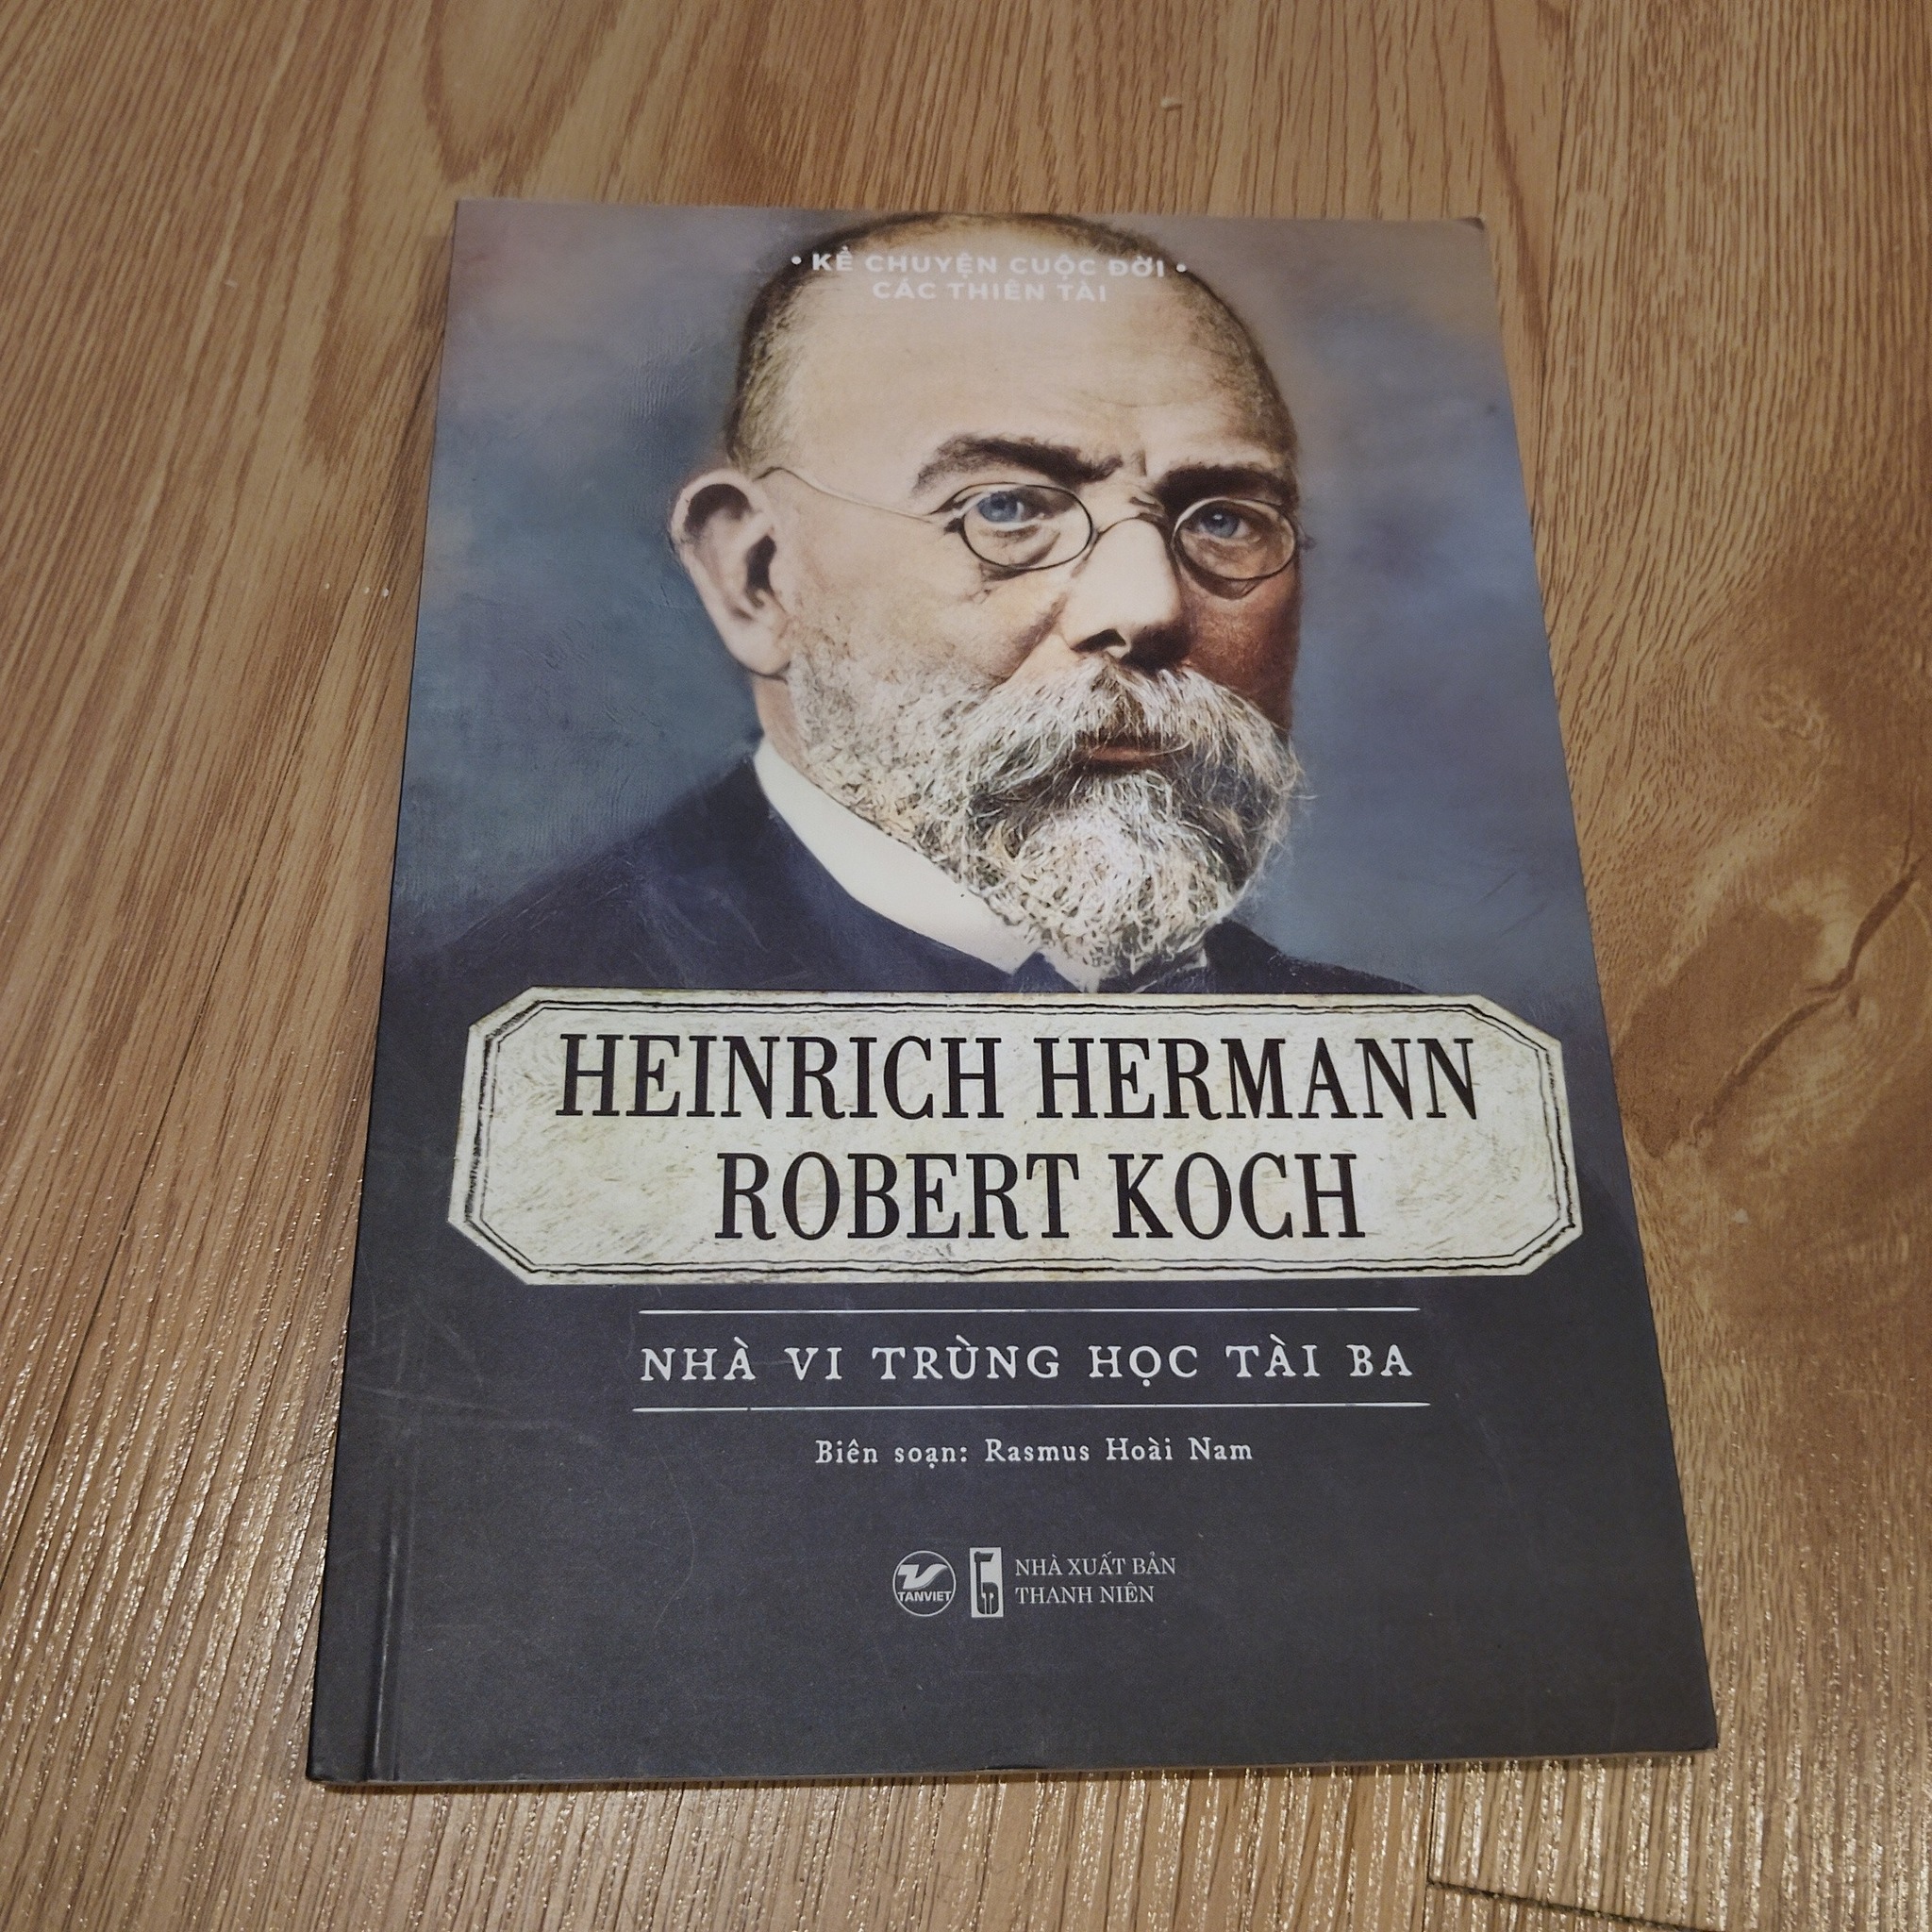 • KỂ CHUYỆN CUỘC ĐỜI •
CÁC THIÊN TÀI
HEINRICH HERMANN
ROBERT KOCH
NHÀ VI TRÙNG HỌC TÀI BA
Biên soạn: Rasmus Hoài Nam
TANVIET
NHÀ XUẤT BẢN
THANH NIÊN